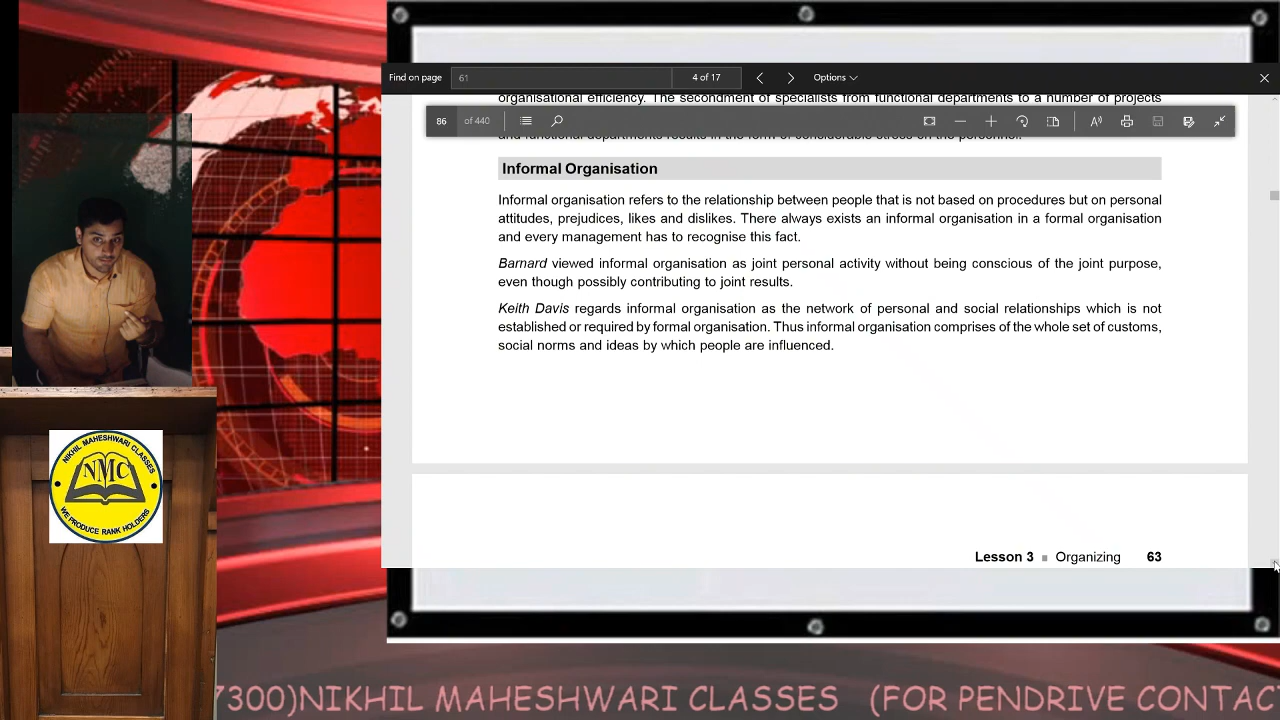 Find on page 61 4 of 17 Options
organisational efficiency. The secondment of specialists from functional departments to a number of projects
86 of 440
Informal Organisation
Informal organisation refers to the relationship between people that is not based on procedures but on personal
attitudes, prejudices, likes and dislikes. There always exists an informal organisation in a formal organisation
and every management has to recognise this fact.
Barnard viewed informal organisation as joint personal activity without being conscious of the joint purpose,
even though possibly contributing to joint results.
Keith Davis regards informal organisation as the network of personal and social relationships which is not
established or required by formal organisation. Thus informal organisation comprises of the whole set of customs,
social norms and ideas by which people are influenced.
Lesson 3 ■ Organizing 63
NIKHIL MAHESHWARI CLASSES
NMC
WE PRODUCE RANK HOLDERS
7300)NIKHIL MAHESHWARI CLASSES (FOR PENDRIVE CONTAC